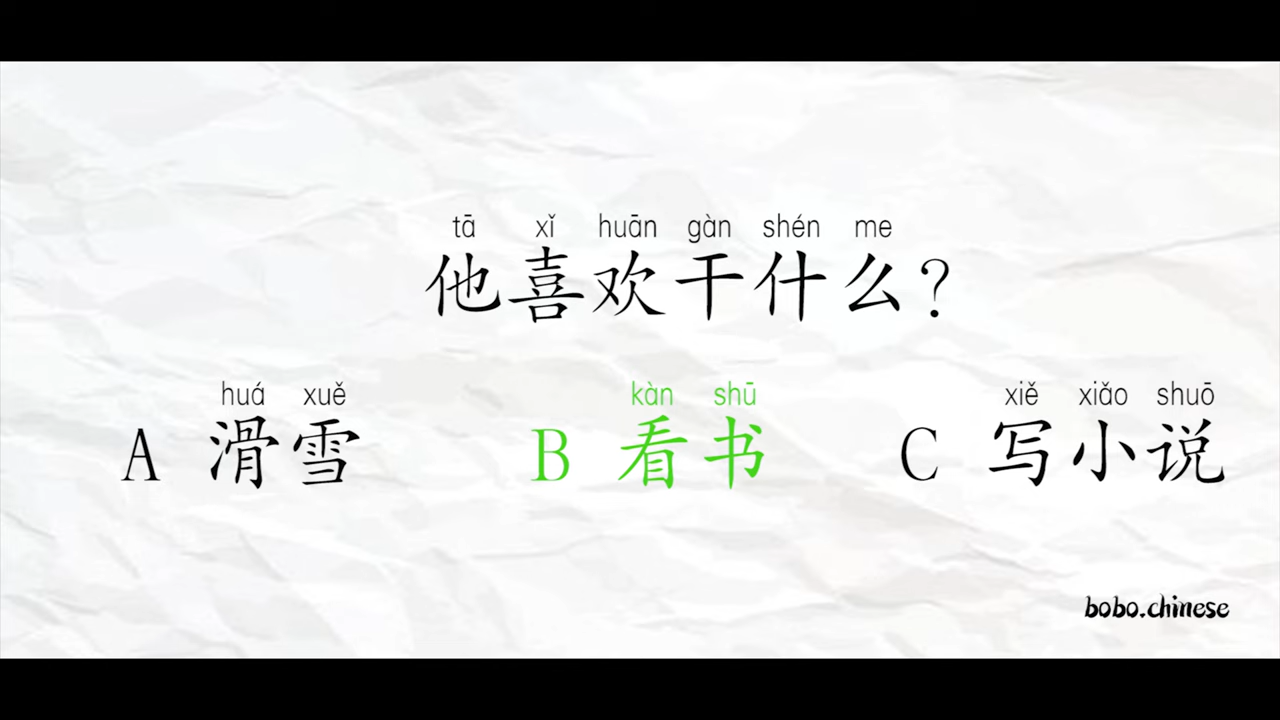 tā xǐ huān gàn shén me
他喜欢干什么?
huá xuě kàn shū xiě xiǎo shuō
A 滑雪 B 看书 C 写小说
bobo.chinese